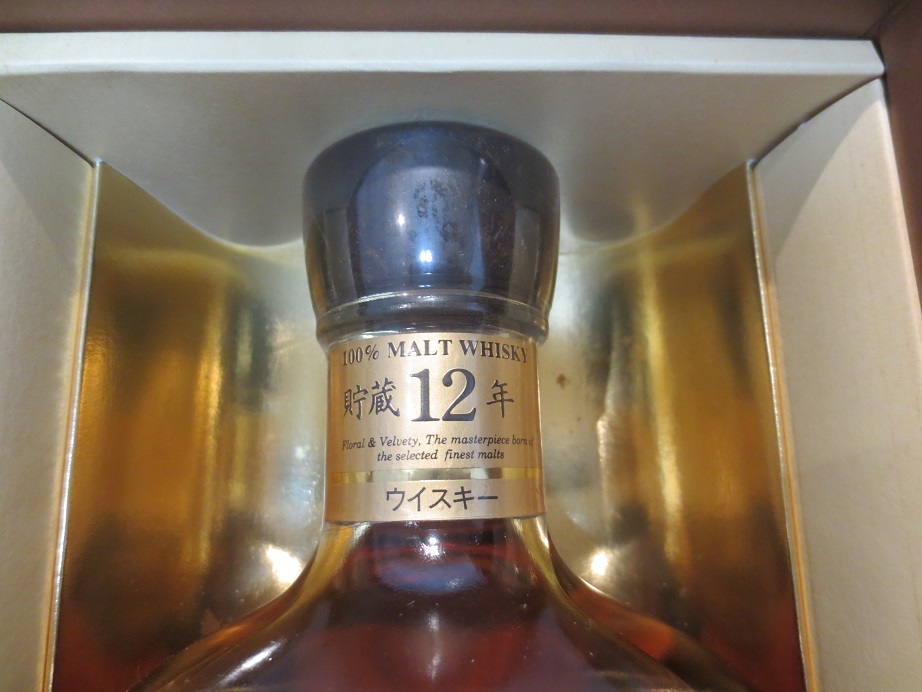 100% MALT WHISKY
貯蔵12年
Floral & Velvety, The masterpiece born of
the selected finest malts
ウイスキー